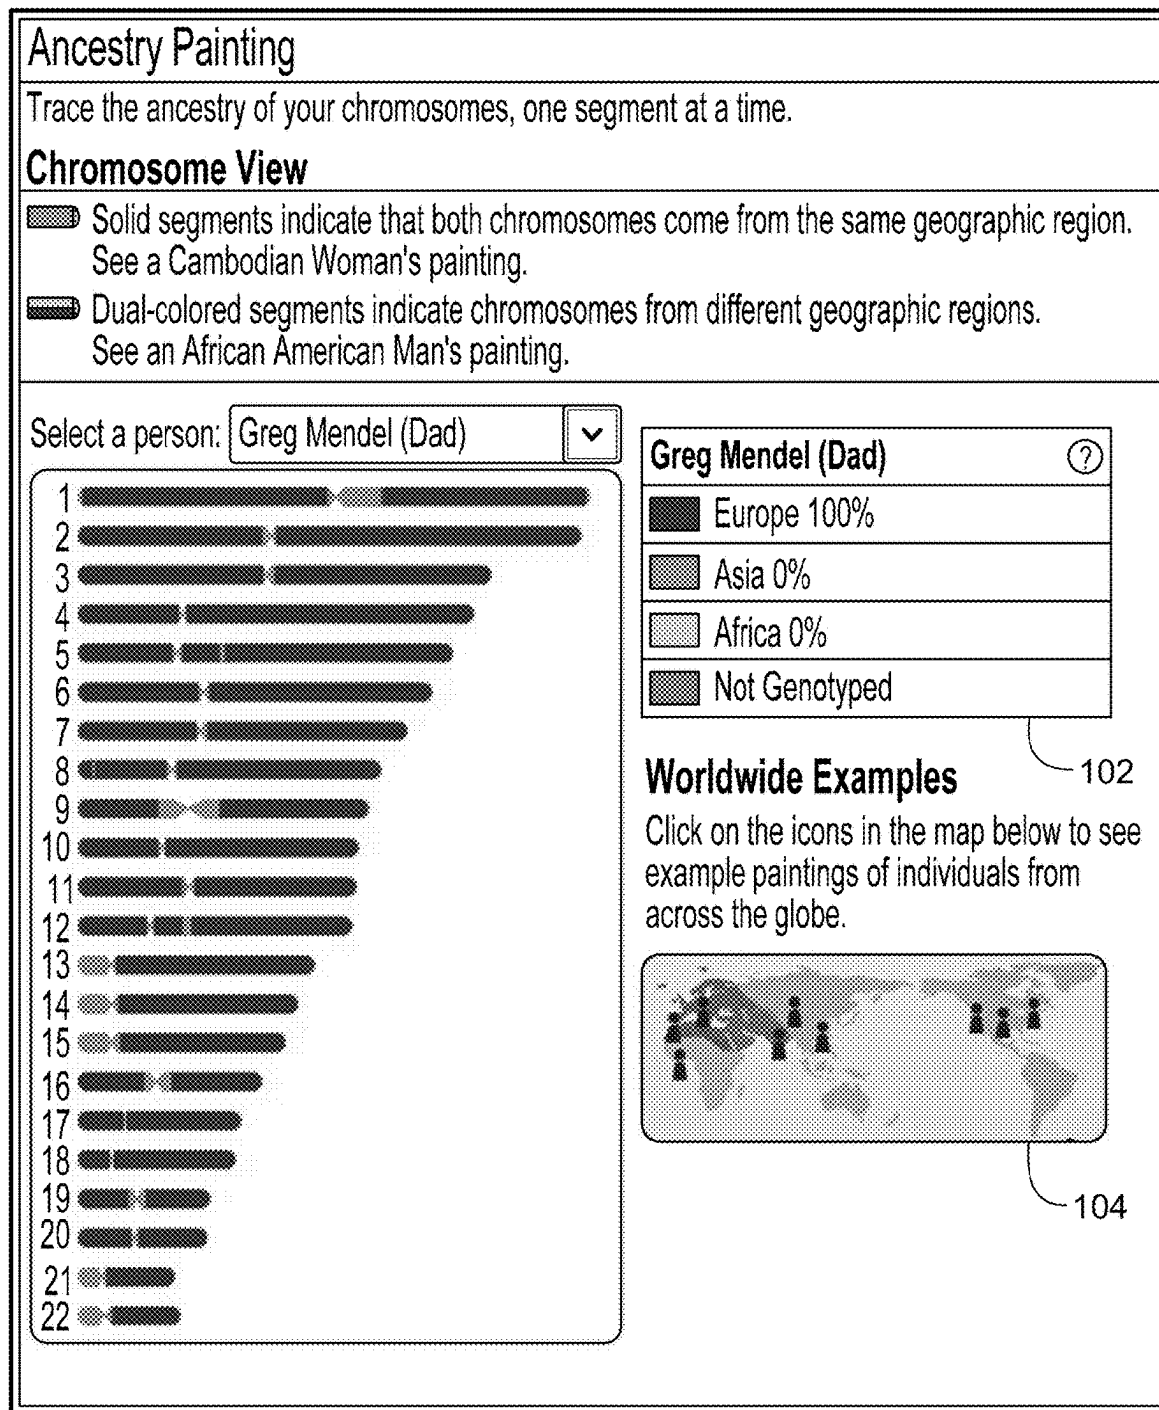 Ancestry Painting
Trace the ancestry of your chromosomes, one segment at a time.
Chromosome View
Solid segments indicate that both chromosomes come from the same geographic region.
See a Cambodian Woman's painting.
Dual-colored segments indicate chromosomes from different geographic regions.
See an African American Man's painting.
Select a person: Greg Mendel (Dad)
1
2
3
4
5
6
7
8
9
10
11
12
13
14
15
16
17
18
19
20
21
22
Greg Mendel (Dad) ?
Europe 100%
Asia 0%
Africa 0%
Not Genotyped
102
Worldwide Examples
Click on the icons in the map below to see
example paintings of individuals from
across the globe.
104